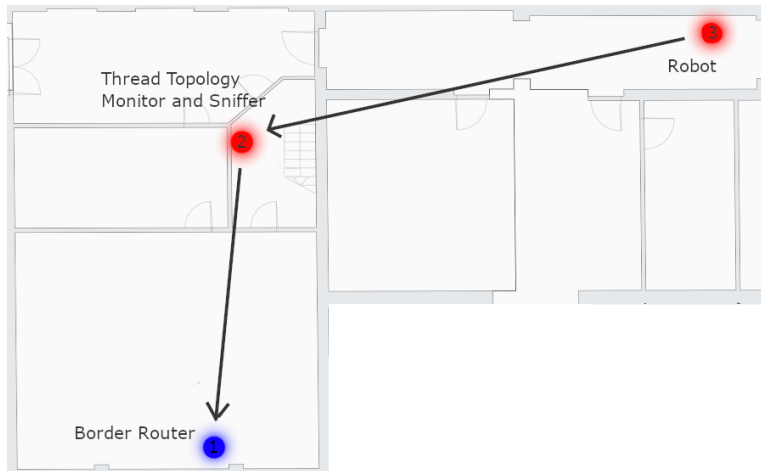 3
Robot
Thread Topology
Monitor and Sniffer
2
Border Router
1